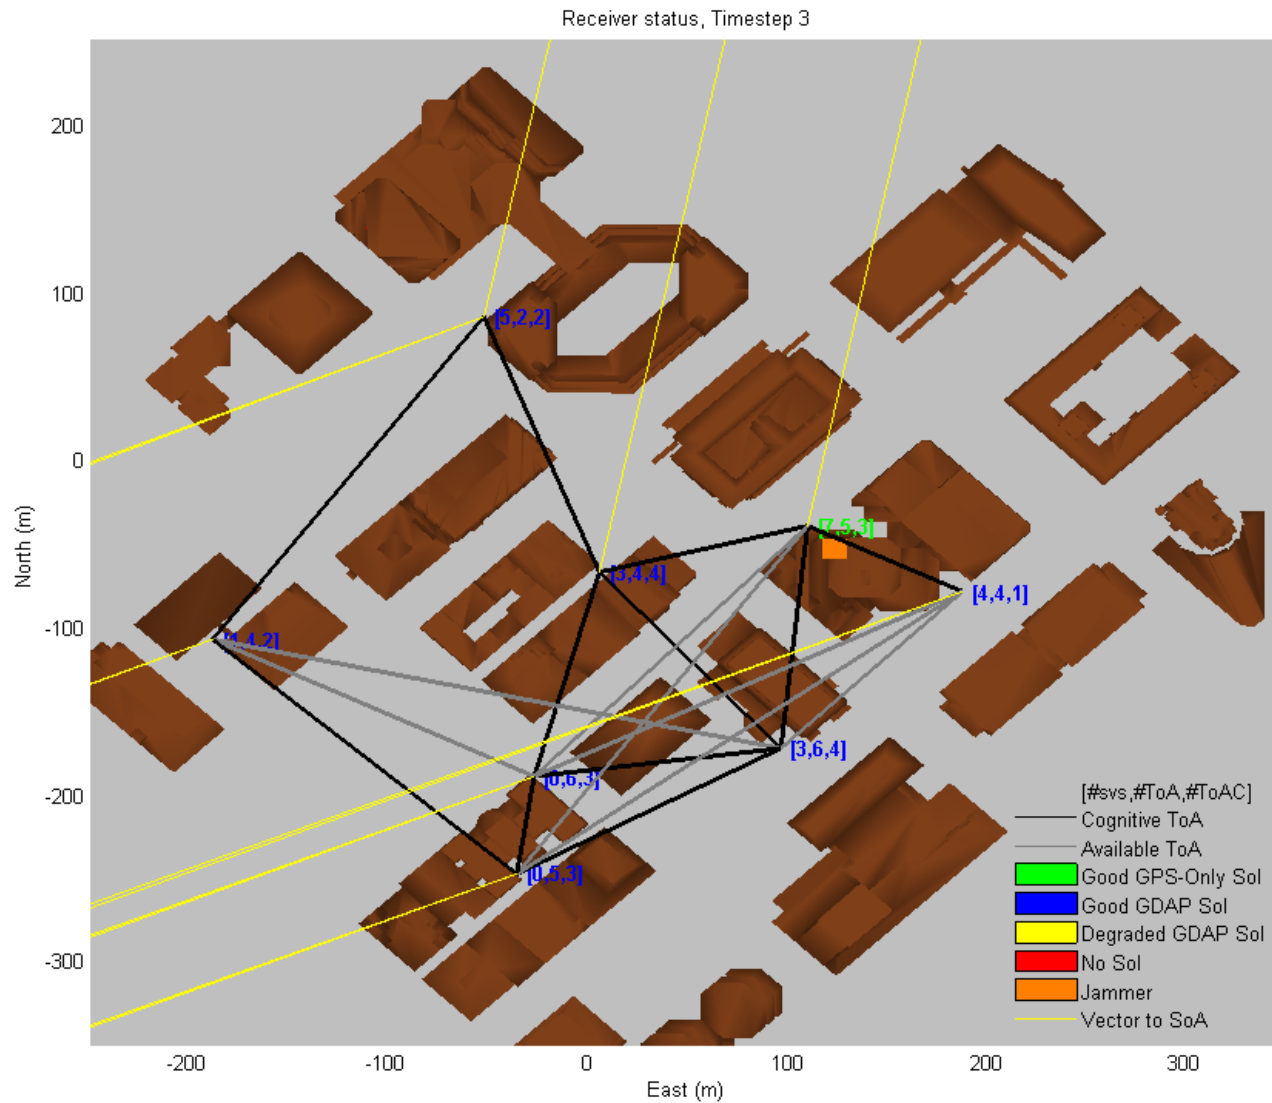 Receiver status, Timestep 3
200
100
0
-100
-200
-300
North (m)
[5,2,2]
[7,5,3]
[3,4,4]
[4,4,1]
[3,6,4]
[0,6,3]
[0,5,3]
[#svs,#ToA,#ToAC]
Cognitive ToA
Available ToA
Good GPS-Only Sol
Good GDAP Sol
Degraded GDAP Sol
No Sol
Jammer
Vector to SoA
-200
-100
0
100
200
300
East (m)